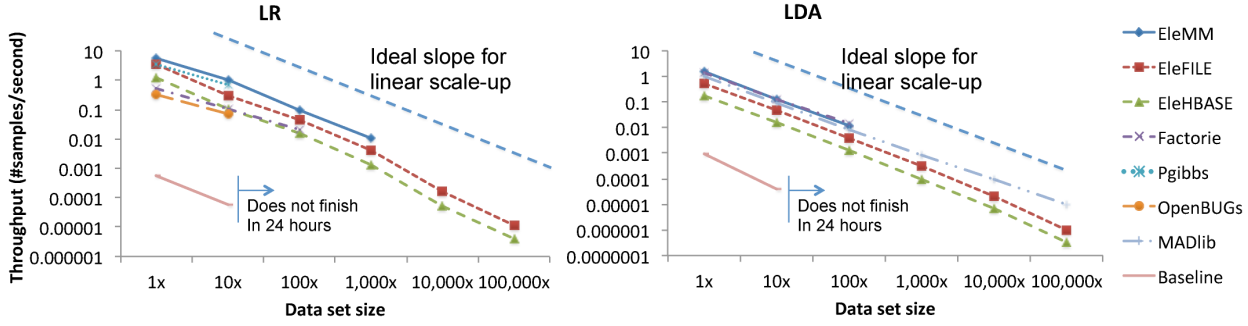 LR
Throughput (#samples/second)
10
1
0.1
0.01
0.001
0.0001
0.00001
0.000001
Ideal slope for
linear scale-up
Does not finish
In 24 hours
1x 10x 100x 1,000x 10,000x 100,000x
Data set size
LDA
10
1
0.1
0.01
0.001
0.0001
0.00001
0.000001
0.0000001
Ideal slope for
linear scale-up
Does not finish
In 24 hours
1x 10x 100x 1,000x 10,000x 100,000x
Data set size
EleMM
EleFILE
EleHBASE
Factorie
Pgibbs
OpenBUGs
MADlib
Baseline